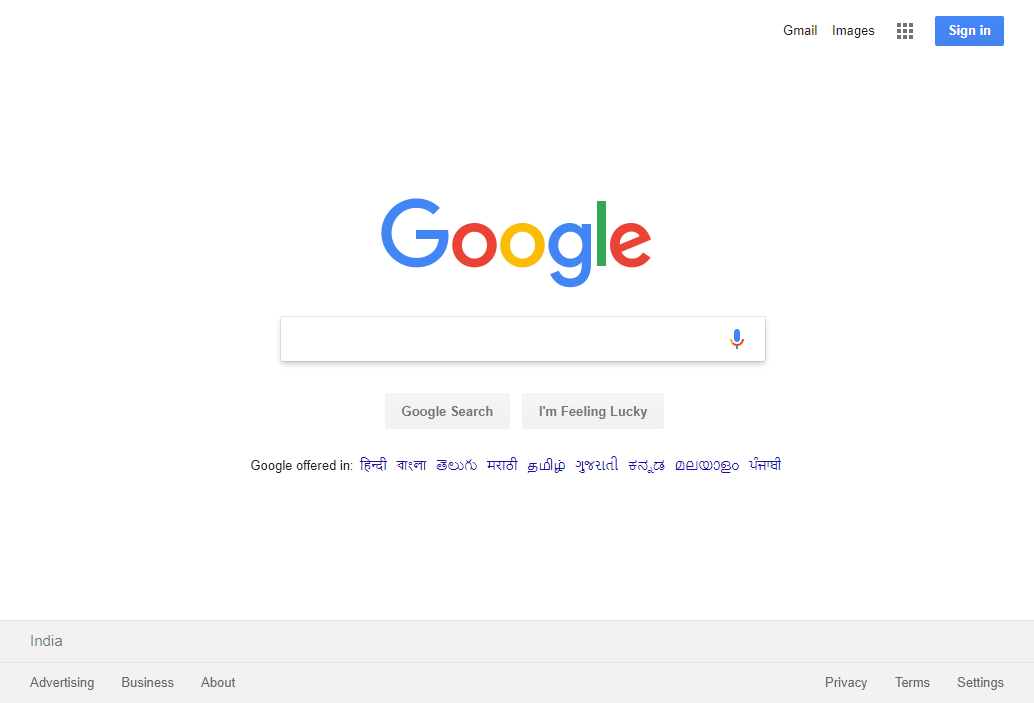 Gmail Images Sign in
Google
Google Search I'm Feeling Lucky
Google offered in: हिन्दी বাংলা తెలుగు मराठी தமிழ் ગુજરાતી ಕನ್ನಡ മലയാളം ਪੰਜਾਬੀ
India
Advertising Business About Privacy Terms Settings